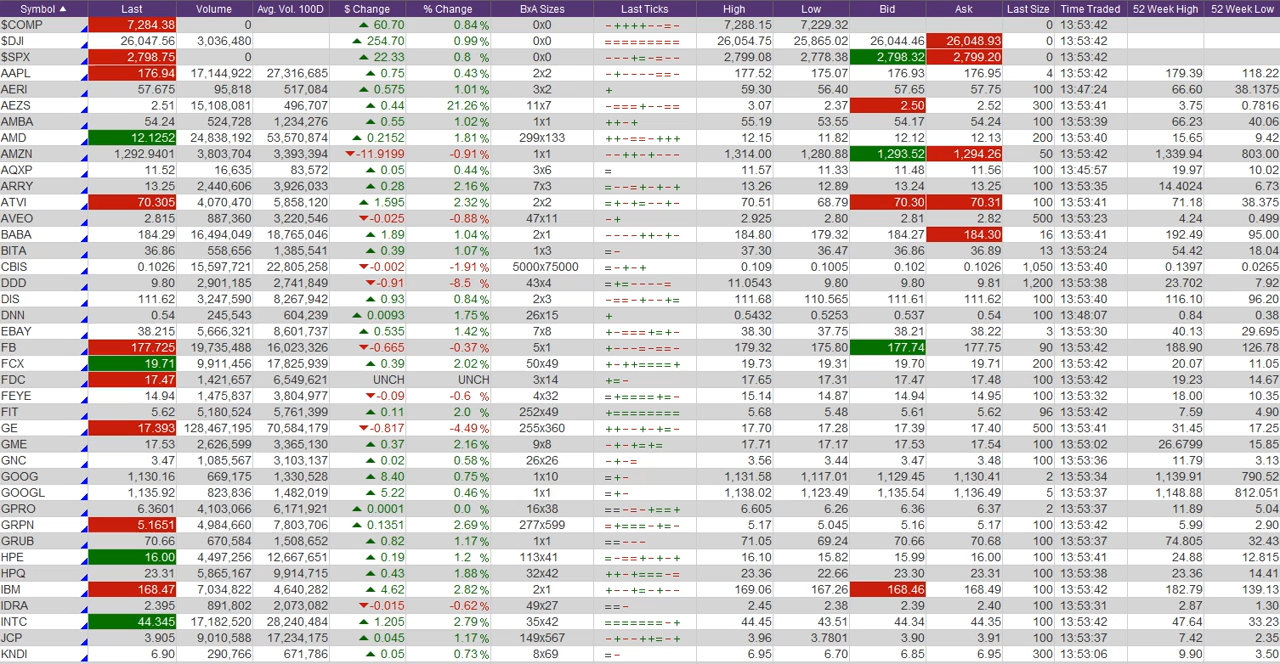 Symbol Last Volume Avg. Vol. 100D $ Change % Change BxA Sizes Last Ticks High Low Bid Ask Last Size Time Traded 52 Week High 52 Week Low
$COMP 7,284.38 0 60.70 0.84 % 0x0 -++++--=- 7,288.15 7,229.32 0 13:53:42
$DJI 26,047.56 3,036,480 254.70 0.99 % 0x0 ========= 26,054.75 25,865.02 26,044.46 26,048.93 0 13:53:42
$SPX 2,798.75 0 22.33 0.8 % 0x0 ---+=--=- 2,799.08 2,778.38 2,798.32 2,799.20 0 13:53:42
AAPL 176.94 17,144,922 27,316,685 0.75 0.43 % 2x2 -+----==- 177.52 175.07 176.93 176.95 4 13:53:42 179.39 118.22
AERI 57.675 95,818 517,084 0.575 1.01 % 3x2 + 59.30 56.40 57.65 57.75 100 13:47:24 66.60 38.1375
AEZS 2.51 15,108,081 496,707 0.44 21.26 % 11x7 -===+--== 3.07 2.37 2.50 2.52 300 13:53:41 3.75 0.7816
AMBA 54.24 524,728 1,234,276 0.55 1.02 % 1x1 ++-+ 55.19 53.55 54.17 54.24 100 13:53:39 66.23 40.06
AMD 12.1252 24,838,192 53,570,874 0.2152 1.81 % 299x133 ++-==-+++ 12.15 11.82 12.12 12.13 200 13:53:40 15.65 9.42
AMZN 1,292.9401 3,803,704 3,393,394 -11.9199 -0.91 % 1x1 --++-+--- 1,314.00 1,280.88 1,293.52 1,294.26 50 13:53:42 1,339.94 803.00
AQXP 11.52 16,635 206,572 0.05 0.44 % 3x6 = 11.57 11.33 11.48 11.56 100 13:45:57 19.97 10.02
ARRY 13.25 2,440,606 3,926,033 0.28 2.16 % 7x3 =--=+-+-+ 13.26 12.89 13.24 13.25 100 13:53:35 14.4024 6.73
ATVI 70.305 4,070,470 5,858,120 1.595 2.32 % 2x2 =+-+=-+-- 70.51 68.79 70.30 70.31 100 13:53:41 71.18 38.375
AVEO 2.815 887,360 3,220,546 -0.025 -0.88 % 47x11 -+ 2.925 2.80 2.81 2.82 500 13:53:23 4.24 0.499
BABA 184.29 16,494,049 18,765,046 1.89 1.04 % 2x1 ----++-+- 184.80 179.32 184.27 184.30 16 13:53:41 192.49 95.00
BITA 36.86 558,656 1,385,541 0.39 1.07 % 1x3 =- 37.30 36.47 36.86 36.89 13 13:53:24 54.42 18.04
CBIS 0.1026 15,597,721 22,805,258 -0.002 -1.91 % 5000x75000 =-+-+ 0.109 0.1005 0.102 0.1026 1,050 13:53:40 0.1397 0.0265
DDD 9.80 2,901,185 2,741,849 -0.91 -8.5 % 43x4 =+=----=  11.0543 9.80 9.80 9.81 1,200 13:53:38 23.702 7.92
DIS 111.62 3,247,590 8,267,942 0.93 0.84 % 2x3 -==-+--+= 111.68 110.565 111.61 111.62 100 13:53:40 116.10 96.20
DNN 0.54 245,543 604,239 0.0093 1.75 % 26x15 + 0.5432 0.5253 0.537 0.54 100 13:48:07 0.84 0.38
EBAY 38.215 5,666,321 8,601,737 0.535 1.42 % 7x8 +-===+=+- 38.30 37.75 38.21 38.22 3 13:53:30 40.13 29.695
FB 177.725 19,735,488 16,023,326 -0.665 -0.37 % 5x1 +---=-+-- 179.32 175.80 177.74 177.75 90 13:53:42 188.90 126.78
FCX 19.71 9,911,456 17,825,939 0.39 2.02 % 50x49 +-++====+ 19.73 19.31 19.70 19.71 200 13:53:42 20.07 11.05
FDC 17.47 1,421,657 6,549,621 UNCH UNCH 3x14 +=- 17.65 17.31 17.47 17.48 100 13:53:42 19.23 14.67
FEYE 14.94 1,475,837 3,804,977 -0.09 -0.6 % 4x32 =+====+=- 15.14 14.87 14.94 14.95 100 13:53:32 18.00 10.35
FIT 5.62 5,180,524 5,761,399 0.11 2.0 % 252x49 +======== 5.68 5.48 5.61 5.62 96 13:53:42 7.59 4.90
GE 17.393 128,467,195 70,584,179 -0.817 -4.49 % 255x360 ++--+-+=- 17.70 17.28 17.39 17.40 500 13:53:41 31.45 17.25
GME 17.53 2,626,599 3,365,130 0.37 2.16 % 9x8 -+-+=+= 17.71 17.17 17.53 17.54 100 13:53:02 26.6799 15.85
GNC 3.47 1,085,567 3,103,137 0.02 0.58 % 26x26 -+-= 3.56 3.44 3.47 3.48 100 13:53:36 11.79 3.13
GOOG 1,130.16 669,175 1,330,528 8.40 0.75 % 1x10 =+- 1,131.58 1,117.01 1,129.45 1,130.41 2 13:53:34 1,139.91 790.52
GOOGL 1,135.92 823,836 1,482,019 5.22 0.46 % 1x1 =+- 1,138.02 1,123.49 1,135.54 1,136.49 5 13:53:37 1,148.88 812.051
GPRO 6.3601 4,103,066 6,171,921 0.0001 0.0 % 16x38 ==--==++= 6.605 6.26 6.36 6.37 2 13:53:37 11.89 5.04
GRPN 5.1651 4,984,660 7,803,706 0.1351 2.69 % 277x599 =+===-+=- 5.17 5.045 5.16 5.17 100 13:53:42 5.99 2.90
GRUB 70.66 670,584 1,508,652 0.82 1.17 % 1x1 ==--- 71.05 69.24 70.66 70.68 100 13:53:37 74.805 32.43
HPE 16.00 4,497,256 12,667,651 0.19 1.2 % 113x41 =-==+-+-+ 16.10 15.82 15.99 16.00 100 13:53:41 24.88 12.815
HPQ 23.31 5,865,167 9,914,715 0.43 1.88 % 32x42 ++-+===-= 23.36 22.66 23.30 23.31 100 13:53:38 23.36 14.41
IBM 168.47 7,034,822 4,640,282 4.62 2.82 % 2x1 +--=+-+-- 169.06 167.26 168.46 168.49 100 13:53:42 182.79 139.13
IDRA 2.395 891,802 2,073,082 -0.015 -0.62 % 49x27 ==- 2.45 2.38 2.39 2.40 100 13:53:31 2.87 1.30
INTC 44.345 17,182,520 28,240,484 1.205 2.79 % 35x42 =======-+ 44.45 43.51 44.34 44.35 100 13:53:42 47.64 33.23
JCP 3.905 9,010,588 17,234,175 0.045 1.17 % 149x567 -+--++=-+ 3.96 3.7801 3.90 3.91 100 13:53:35 7.42 2.35
KNDI 6.90 290,766 671,786 0.05 0.73 % 8x69 =- 6.95 6.70 6.85 6.95 380 13:53:06 9.90 3.50